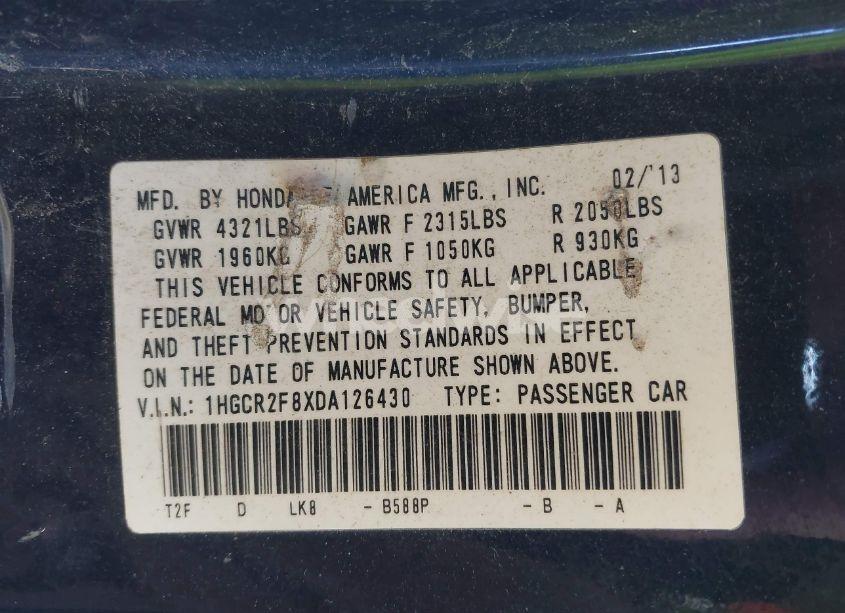 MFD. BY HONDA AMERICA MFG., INC. 02/'13
GVWR 4321LBS GAWR F 2315LBS R 2050LBS
GVWR 1960KG GAWR F 1050KG R 930KG
THIS VEHICLE CONFORMS TO ALL APPLICABLE
FEDERAL MOTOR VEHICLE SAFETY, BUMPER,
AND THEFT PREVENTION STANDARDS IN EFFECT
ON THE DATE OF MANUFACTURE SHOWN ABOVE.
V.I.N.: 1HGCR2F8XDA126430 TYPE: PASSENGER CAR
T2F D LK8 - B588P - B - A